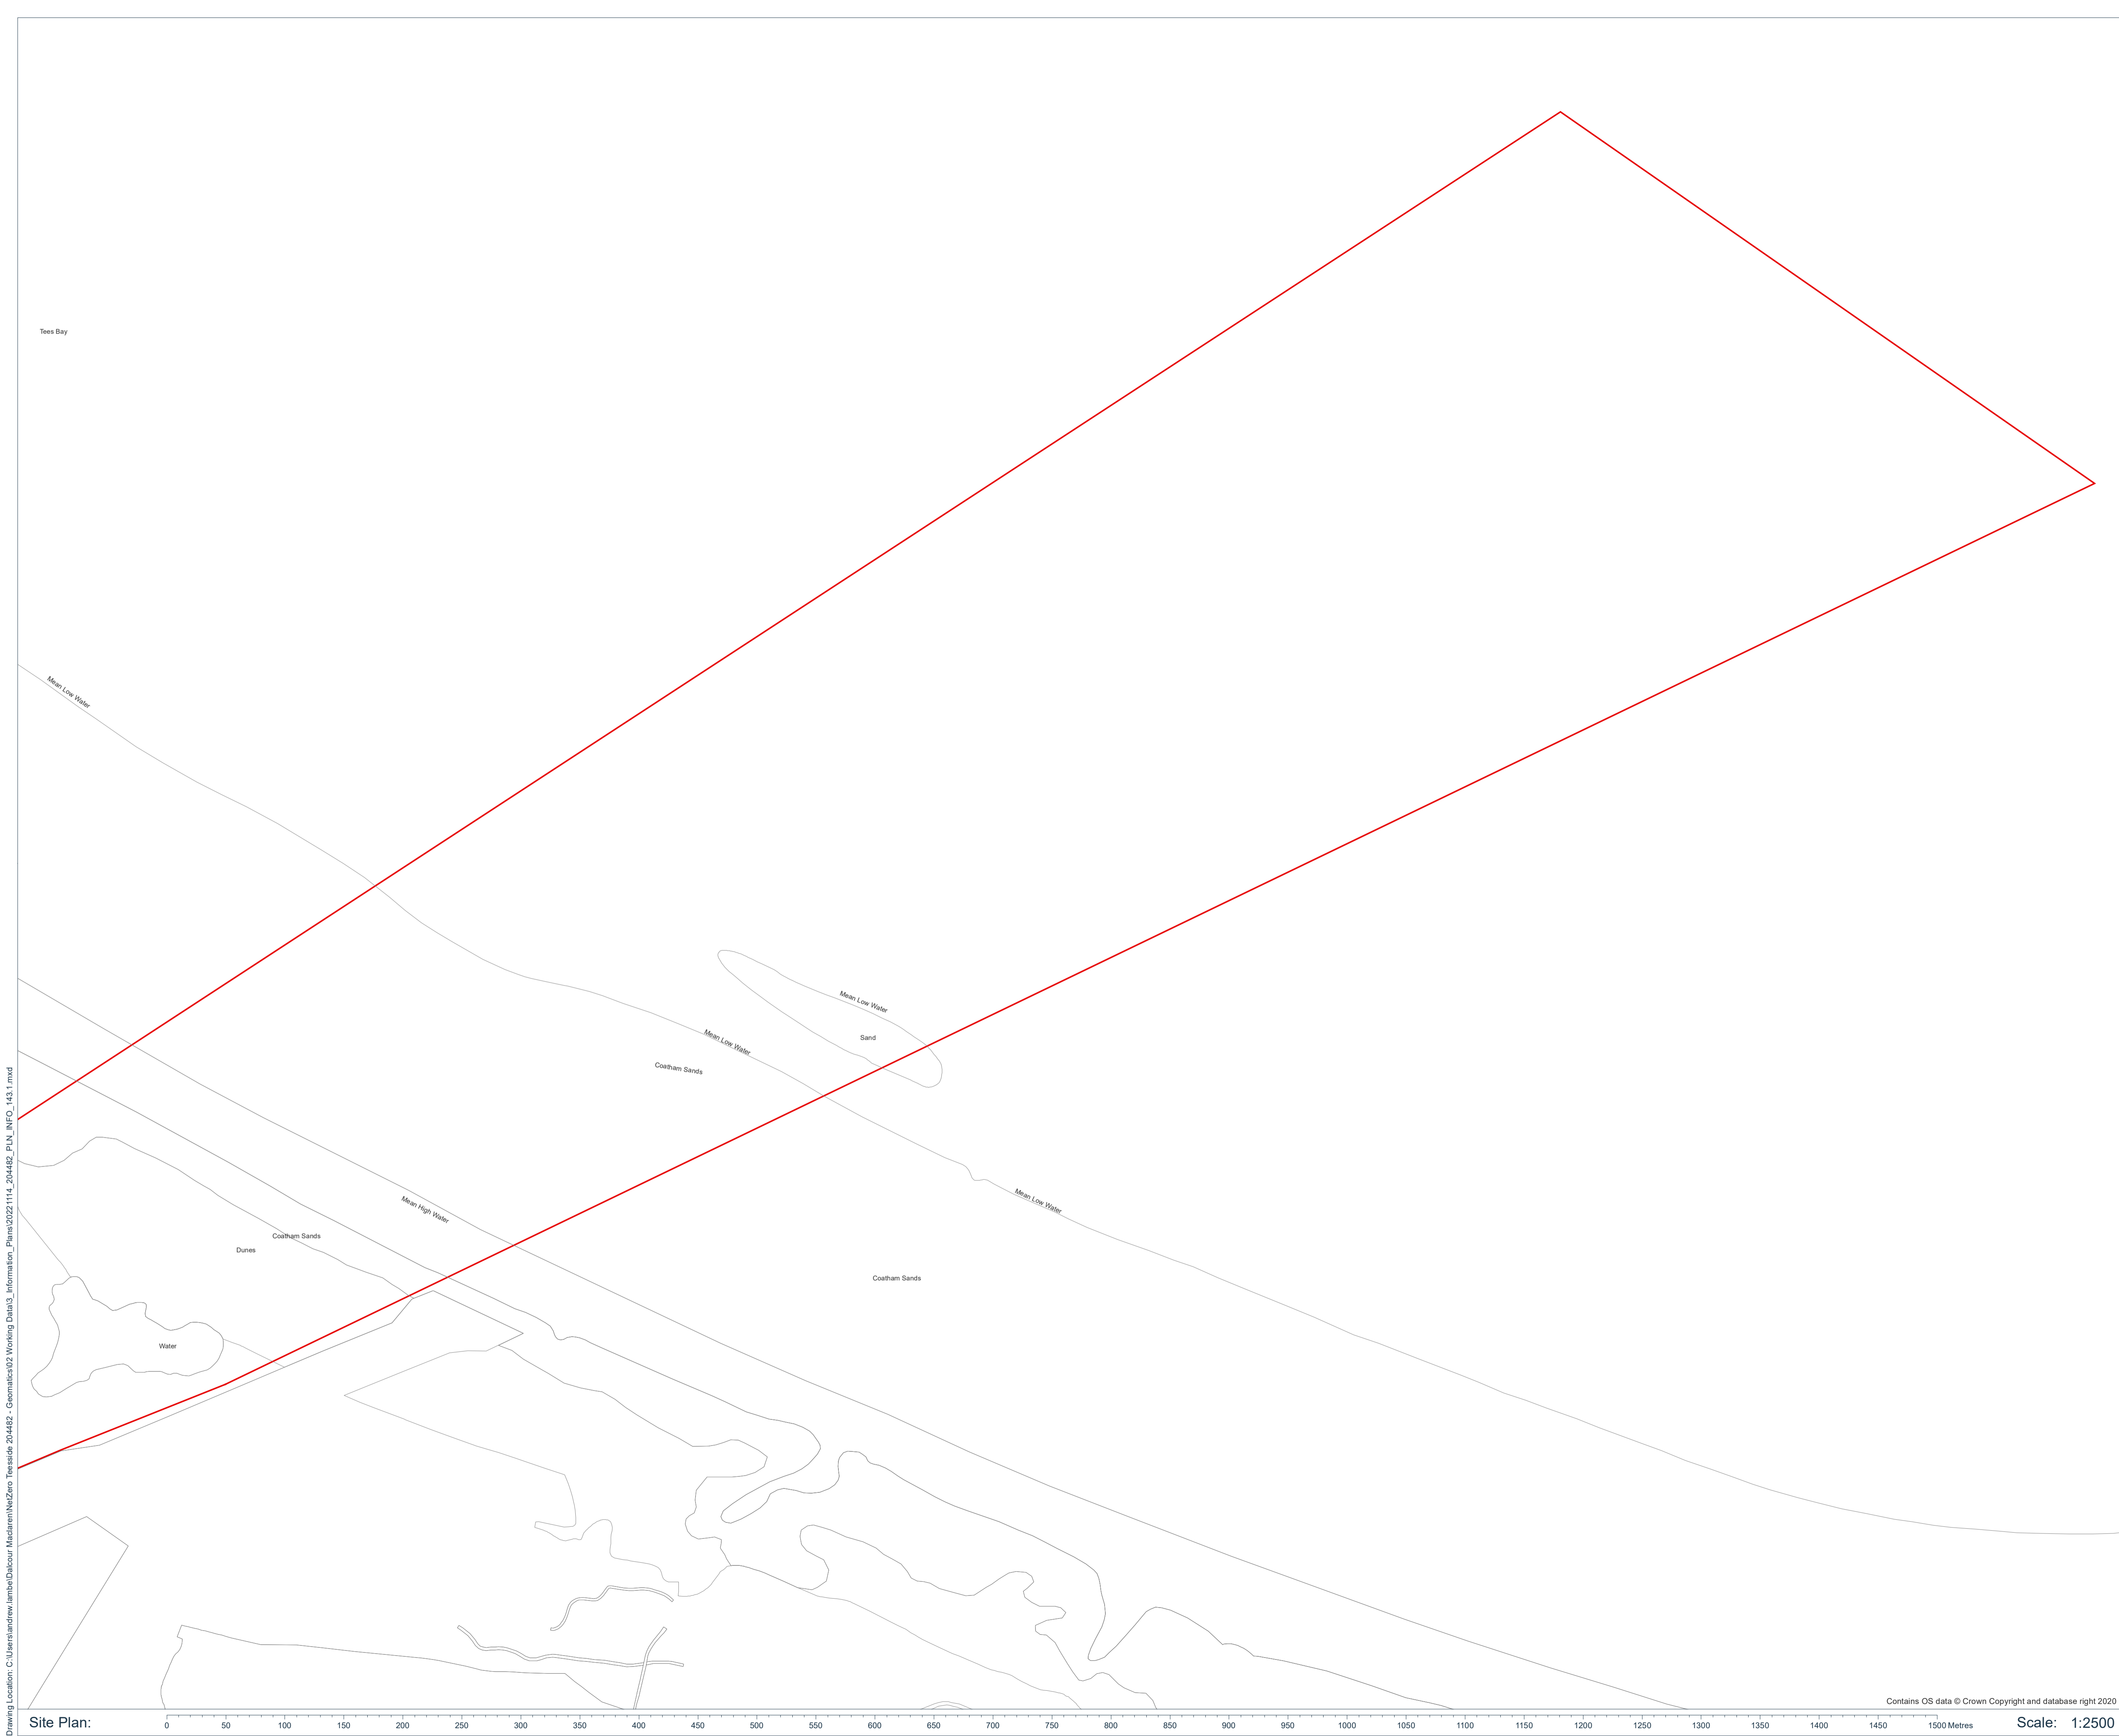 Tees Bay
Mean Low Water
Mean Low Water
Sand
Mean Low Water
Coatham Sands
Mean Low Water
Mean High Water
Coatham Sands
Dunes
Coatham Sands
Water
Drawing Location: C:\Users\andrew.lambe\Dalcour Maclaren\NetZero Teesside 204482 - Geomatics\02 Working Data\3_Information_Plans\20221114_204482_PLN_INFO_143.1.mxd
Contains OS data © Crown Copyright and database right 2020
Site Plan:
0 50 100 150 200 250 300 350 400 450 500 550 600 650 700 750 800 850 900 950 1000 1050 1100 1150 1200 1250 1300 1350 1400 1450 1500 Metres
Scale: 1:2500